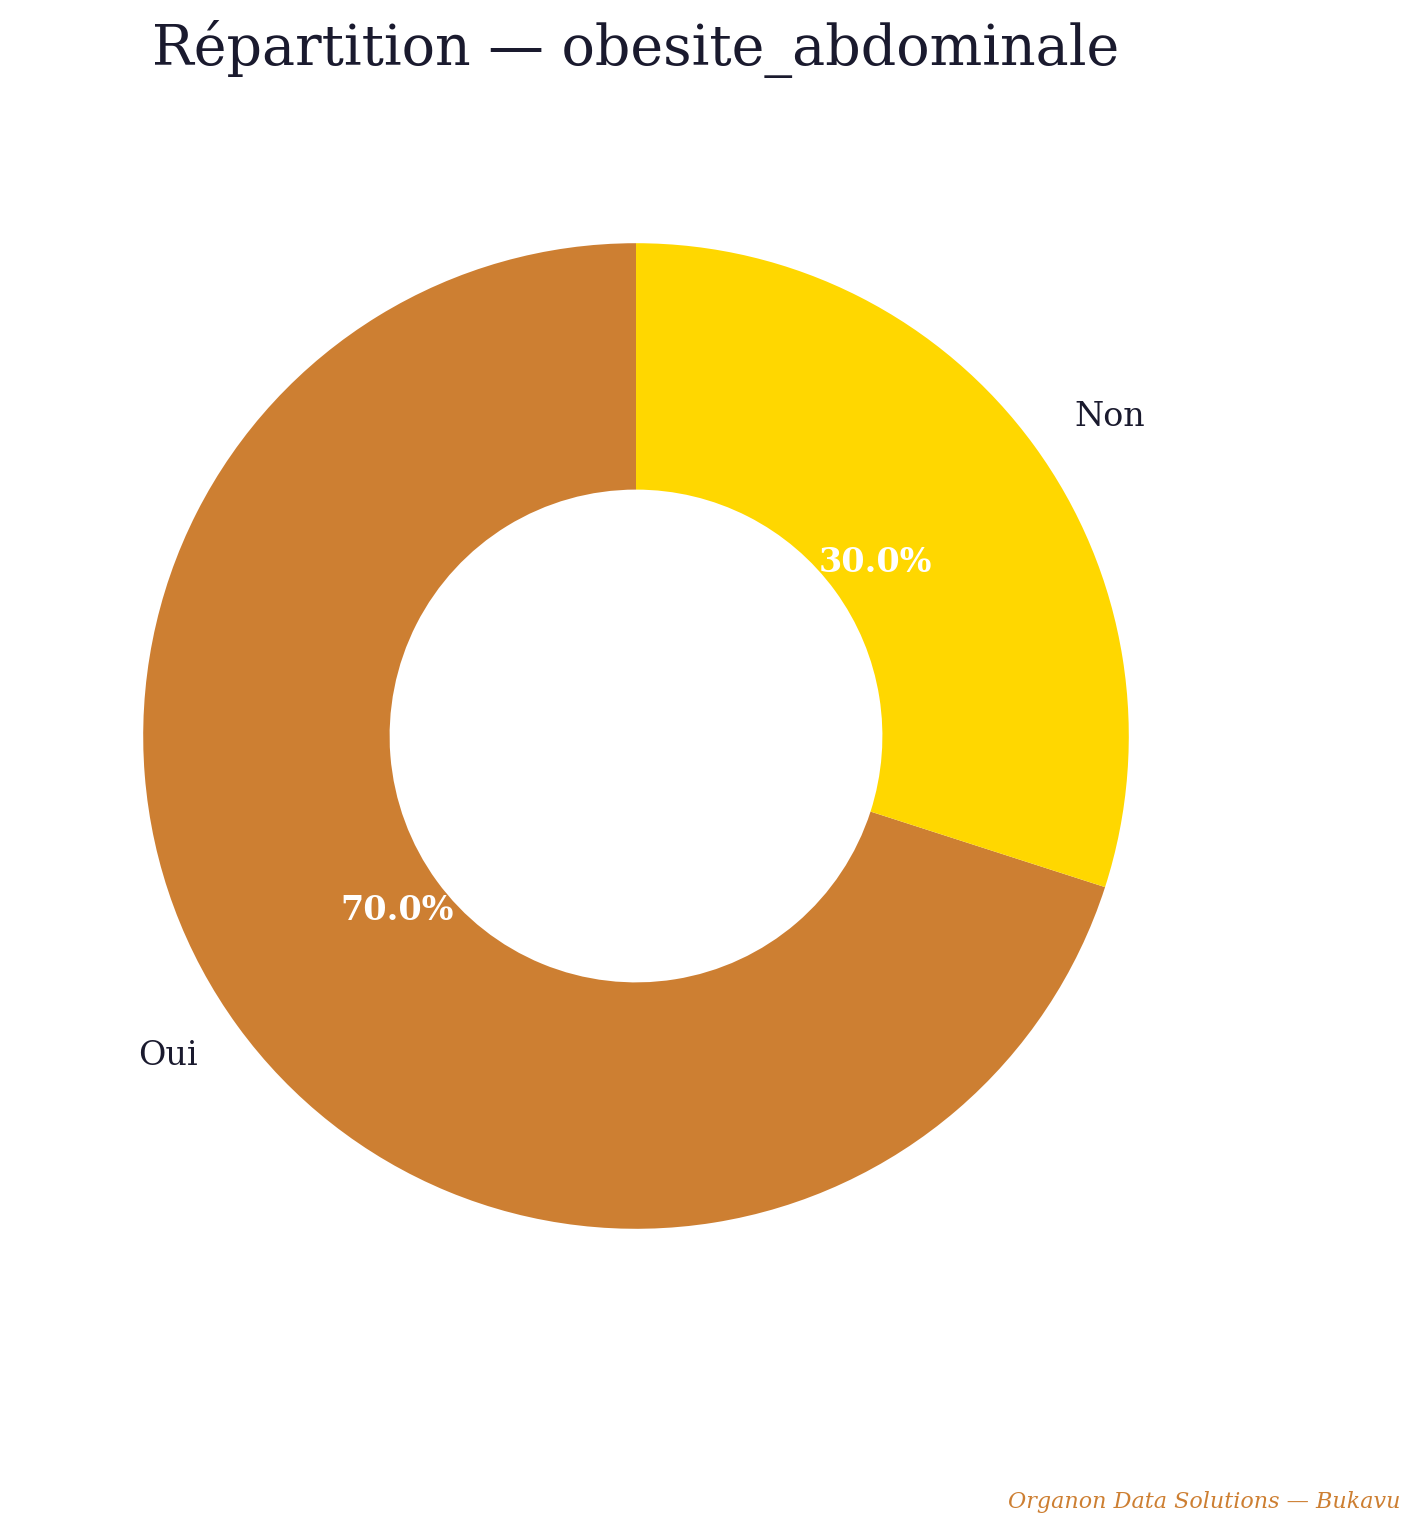 Répartition — obesite_abdominale
Non
30.0%
70.0%
Oui
Organon Data Solutions — Bukavu